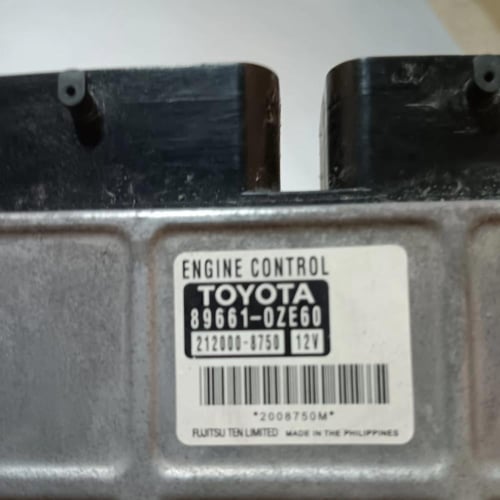 ENGINE CONTROL
TOYOTA
89661-0ZE60
212000-8750 12V
*2008750M*
FUJITSU TEN LIMITED MADE IN THE PHILIPPINES